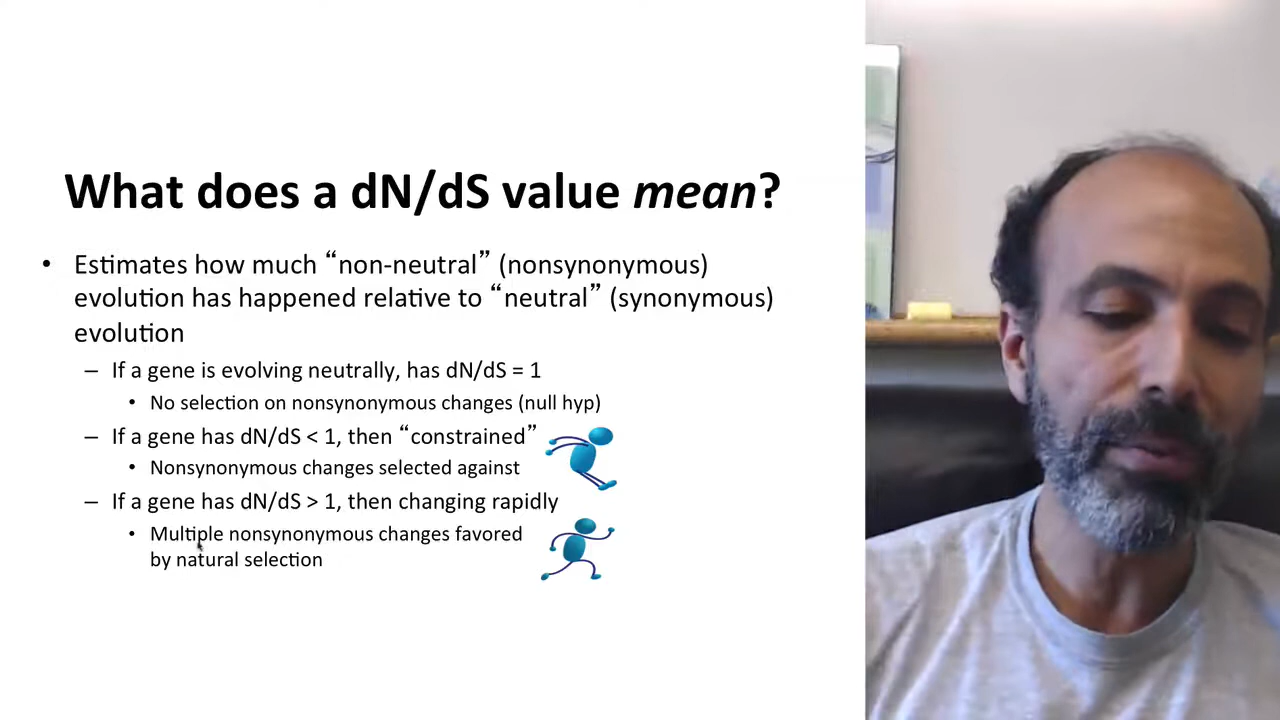 What does a dN/dS value mean?
• Estimates how much “non-neutral” (nonsynonymous)
evolution has happened relative to “neutral” (synonymous)
evolution
– If a gene is evolving neutrally, has dN/dS = 1
• No selection on nonsynonymous changes (null hyp)
– If a gene has dN/dS < 1, then “constrained”
• Nonsynonymous changes selected against
– If a gene has dN/dS > 1, then changing rapidly
• Multiple nonsynonymous changes favored
by natural selection